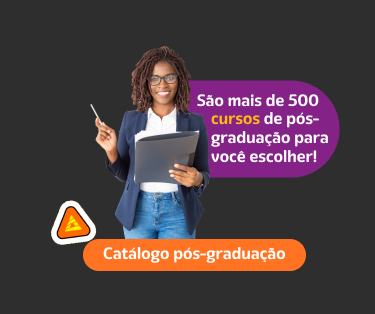 São mais de 500
cursos de pós-
graduação para
você escolher!
Catálogo pós-graduação